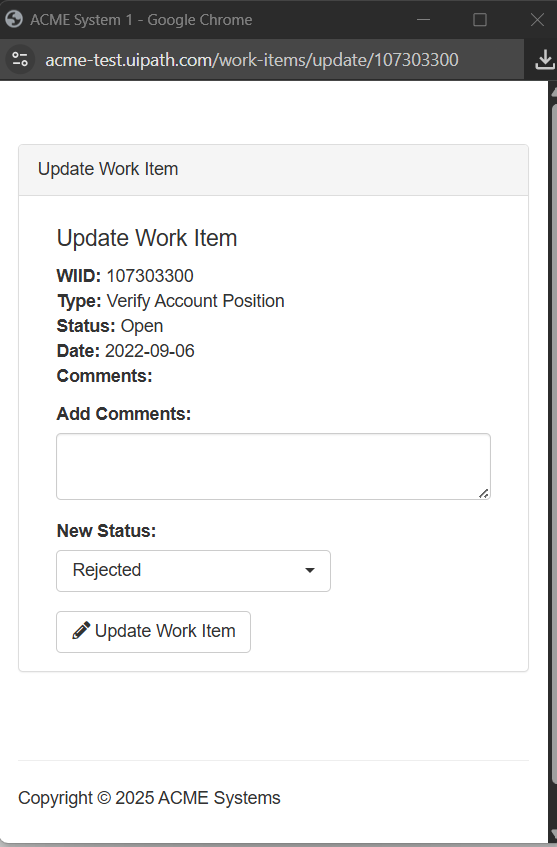 ACME System 1 - Google Chrome
acme-test.uipath.com/work-items/update/107303300
Update Work Item
Update Work Item
WIID: 107303300
Type: Verify Account Position
Status: Open
Date: 2022-09-06
Comments:
Add Comments:
New Status:
Rejected
Update Work Item
Copyright © 2025 ACME Systems